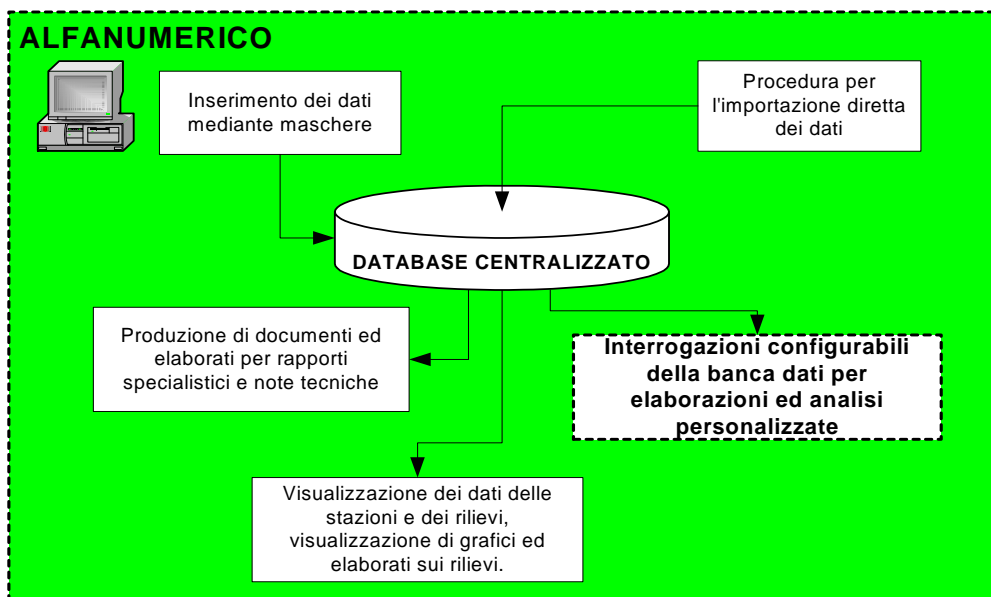 ALFANUMERICO
Inserimento dei dati
mediante maschere
Procedura per
l'importazione diretta
dei dati
DATABASE CENTRALIZZATO
Produzione di documenti ed
elaborati per rapporti
specialistici e note tecniche
Interrogazioni configurabili
della banca dati per
elaborazioni ed analisi
personalizzate
Visualizzazione dei dati delle
stazioni e dei rilievi,
visualizzazione di grafici ed
elaborati sui rilievi.